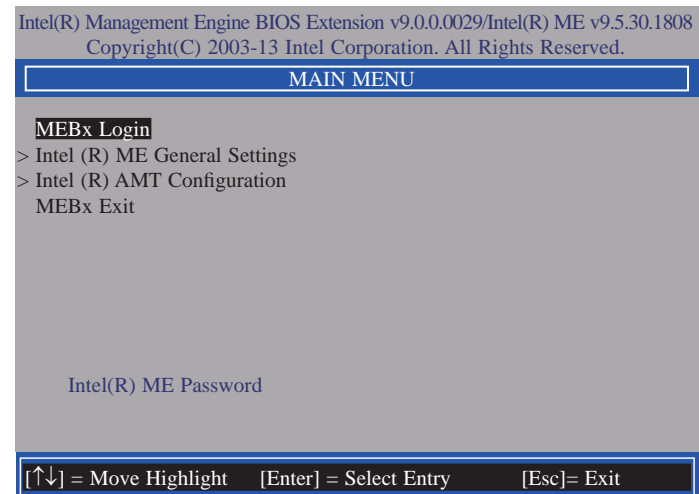 Intel(R) Management Engine BIOS Extension v9.0.0.0029/Intel(R) ME v9.5.30.1808
Copyright(C) 2003-13 Intel Corporation. All Rights Reserved.
MAIN MENU
MEBx Login
> Intel (R) ME General Settings
> Intel (R) AMT Configuration
MEBx Exit
Intel(R) ME Password
[↑↓] = Move Highlight [Enter] = Select Entry [Esc]= Exit